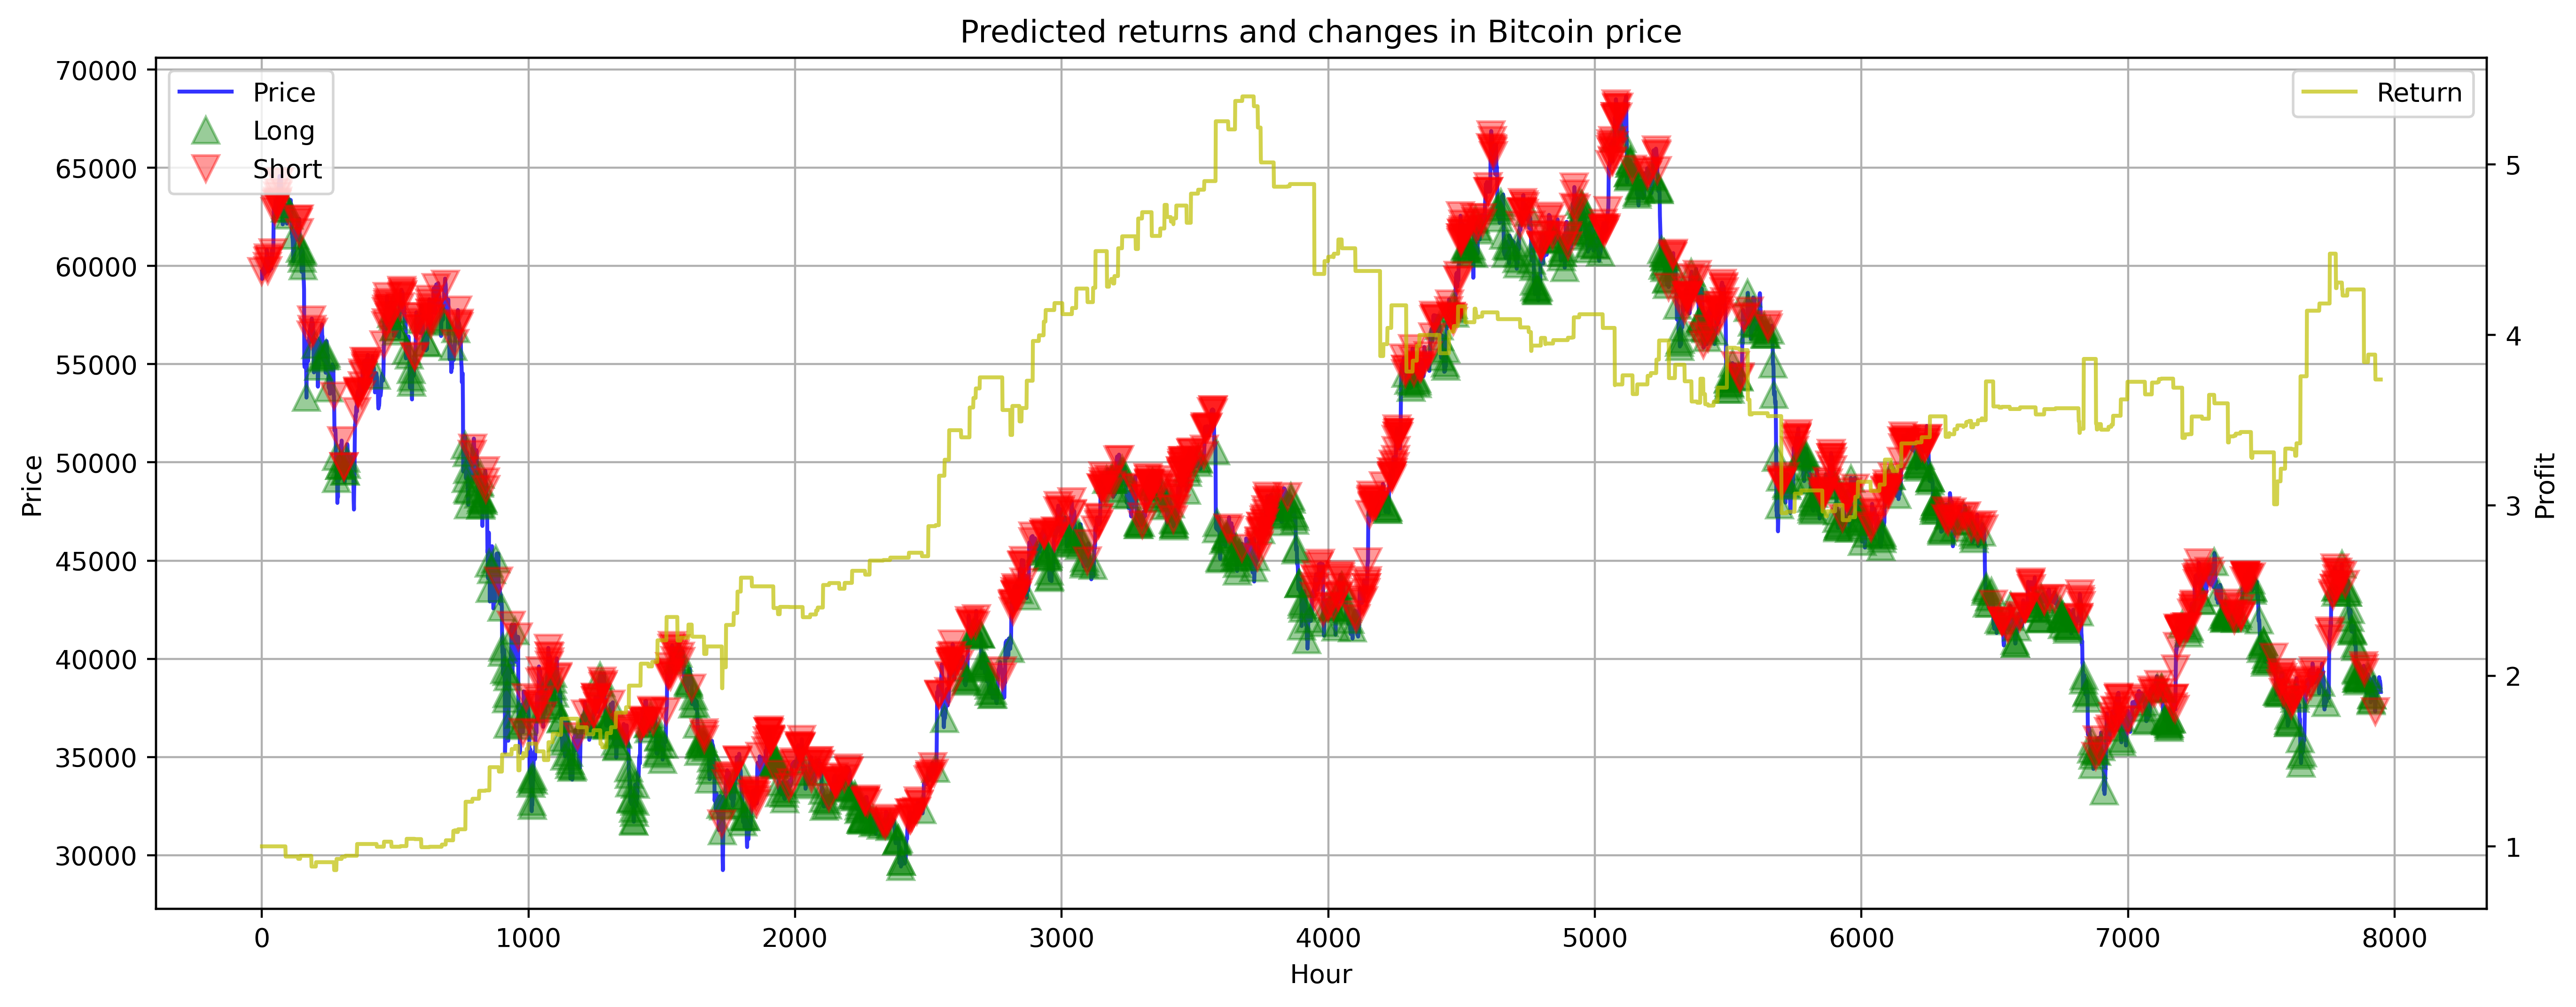 Predicted returns and changes in Bitcoin price
Price
Long
Short
Return
70000
65000
60000
55000
50000
45000
40000
35000
30000
Price
5
4
3
2
1
Profit
0 1000 2000 3000 4000 5000 6000 7000 8000
Hour